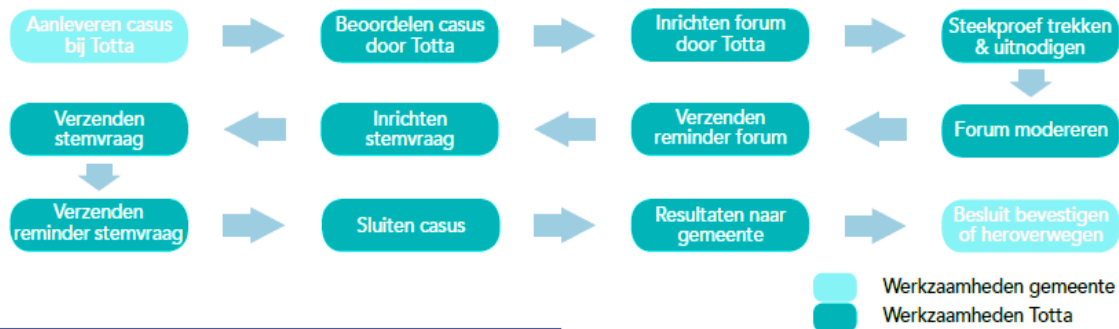 Aanleveren casus
bij Totta
Beoordelen casus
door Totta
Inrichten forum
door Totta
Steekproef trekken
& uitnodigen
Forum modereren
Verzenden
reminder forum
Inrichten
stemvraag
Verzenden
stemvraag
Verzenden
reminder stemvraag
Sluiten casus
Resultaten naar
gemeente
Besluit bevestigen
of heroverwegen
Werkzaamheden gemeente
Werkzaamheden Totta